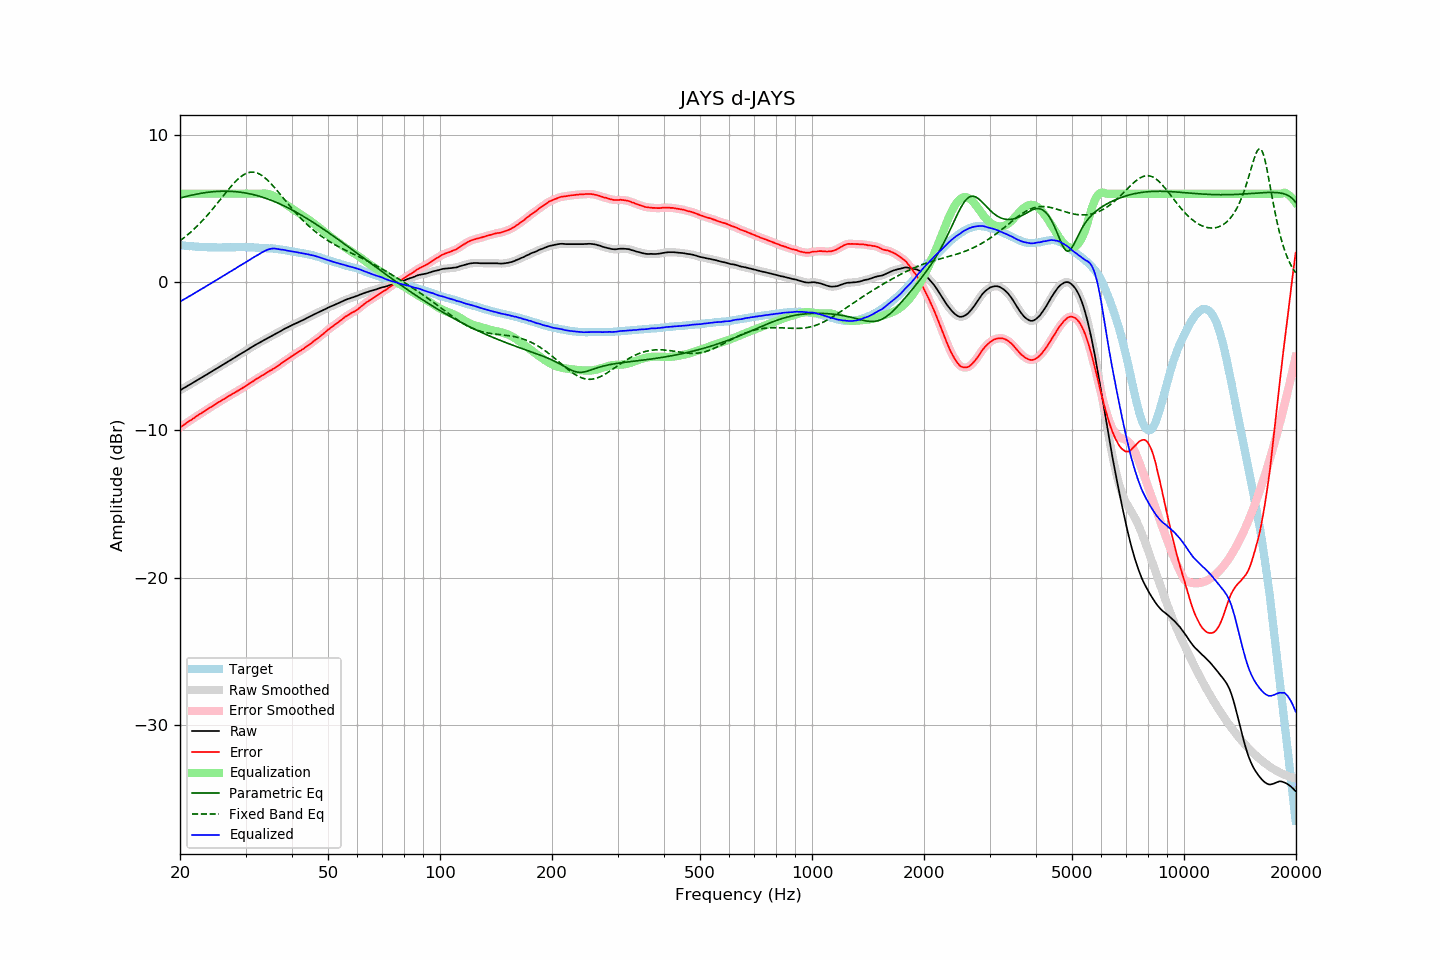 JAYS d-JAYS
10
0
−10
−20
−30
Amplitude (dBr)
Target
Raw Smoothed
Error Smoothed
Raw
Error
Equalization
Parametric Eq
Fixed Band Eq
Equalized
20 50 100 200 500 1000 2000 5000 10000 20000
Frequency (Hz)